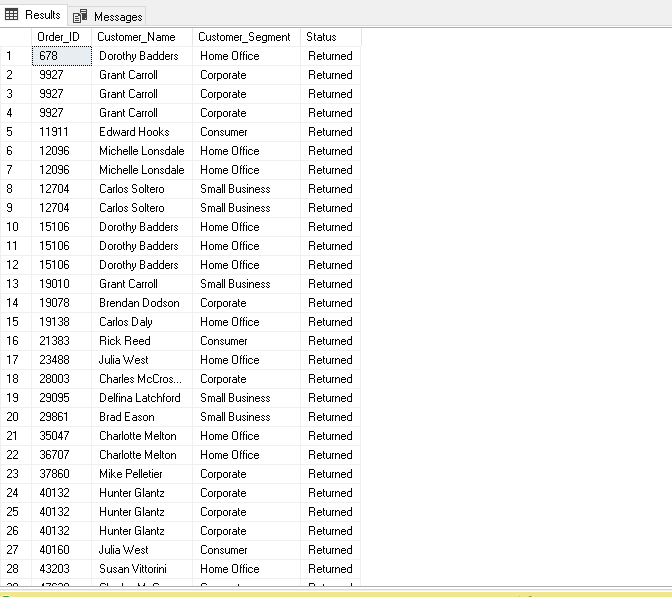 Results Messages
Order_ID Customer_Name Customer_Segment Status
1 678 Dorothy Badders Home Office Returned
2 9927 Grant Carroll Corporate Returned
3 9927 Grant Carroll Corporate Returned
4 9927 Grant Carroll Corporate Returned
5 11911 Edward Hooks Consumer Returned
6 12096 Michelle Lonsdale Home Office Returned
7 12096 Michelle Lonsdale Home Office Returned
8 12704 Carlos Soltero Small Business Returned
9 12704 Carlos Soltero Small Business Returned
10 15106 Dorothy Badders Home Office Returned
11 15106 Dorothy Badders Home Office Returned
12 15106 Dorothy Badders Home Office Returned
13 19010 Grant Carroll Small Business Returned
14 19078 Brendan Dodson Corporate Returned
15 19138 Carlos Daly Home Office Returned
16 21383 Rick Reed Consumer Returned
17 23488 Julia West Home Office Returned
18 28003 Charles McCros... Corporate Returned
19 29095 Delfina Latchford Small Business Returned
20 29861 Brad Eason Small Business Returned
21 35047 Charlotte Melton Home Office Returned
22 36707 Charlotte Melton Home Office Returned
23 37860 Mike Pelletier Corporate Returned
24 40132 Hunter Glantz Corporate Returned
25 40132 Hunter Glantz Corporate Returned
26 40132 Hunter Glantz Corporate Returned
27 40160 Julia West Consumer Returned
28 43203 Susan Vittorini Home Office Returned